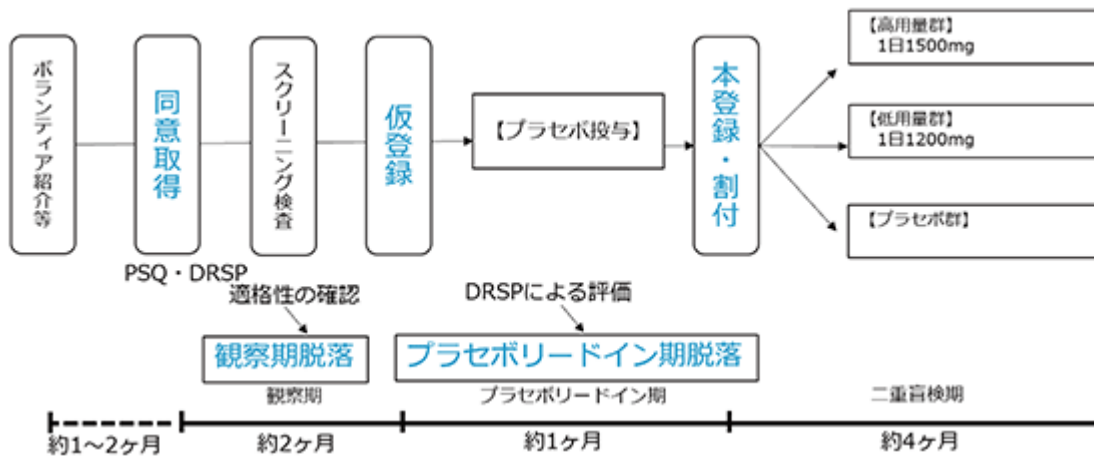 ボランティア紹介等
同意取得
スクリーニング検査
仮登録
【プラセボ投与】
本登録・割付
【高用量群】
1日1500mg
【低用量群】
1日1200mg
【プラセボ群】
PSQ・DRSP
適格性の確認
DRSPによる評価
観察期脱落
プラセボリードイン期脱落
観察期
プラセボリードイン期
二重盲検期
約1～2ヶ月
約2ヶ月
約1ヶ月
約4ヶ月